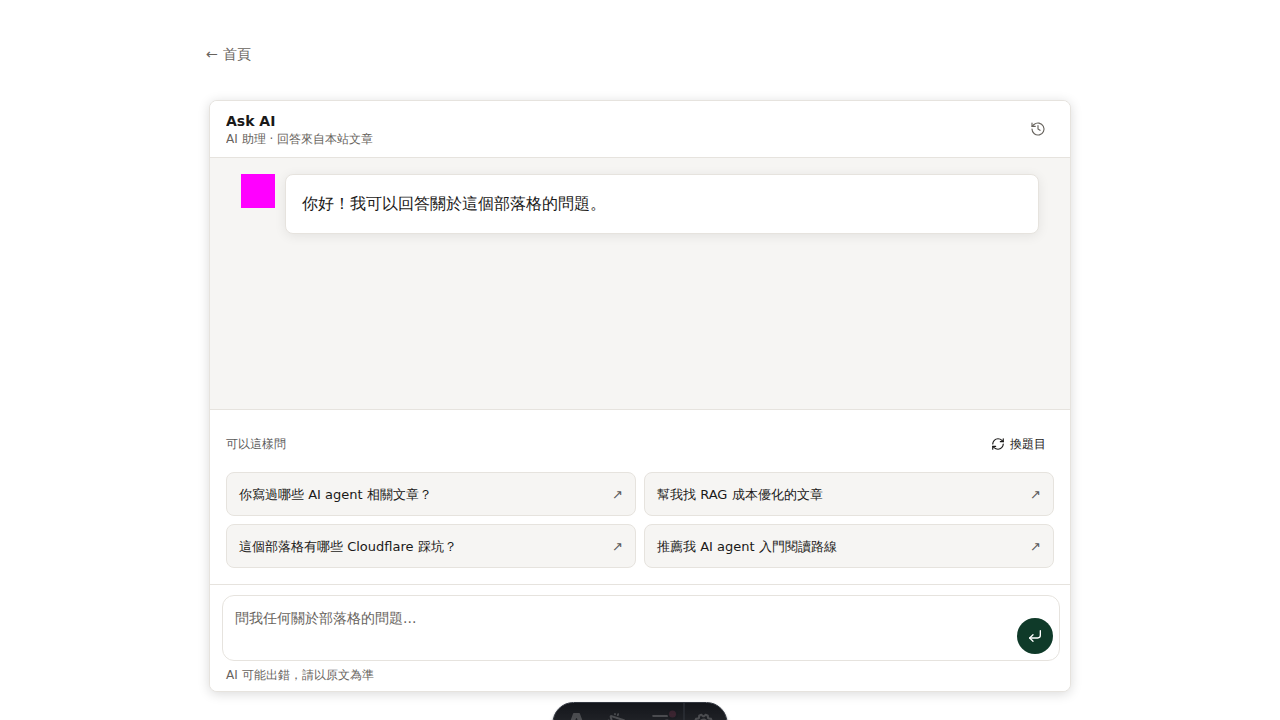 ← 首頁
Ask AI
AI 助理 · 回答來自本站文章
你好！我可以回答關於這個部落格的問題。
可以這樣問
換題目
你寫過哪些 AI agent 相關文章？ ↗
幫我找 RAG 成本優化的文章 ↗
這個部落格有哪些 Cloudflare 踩坑？ ↗
推薦我 AI agent 入門閱讀路線 ↗
問我任何關於部落格的問題...
AI 可能出錯，請以原文為準